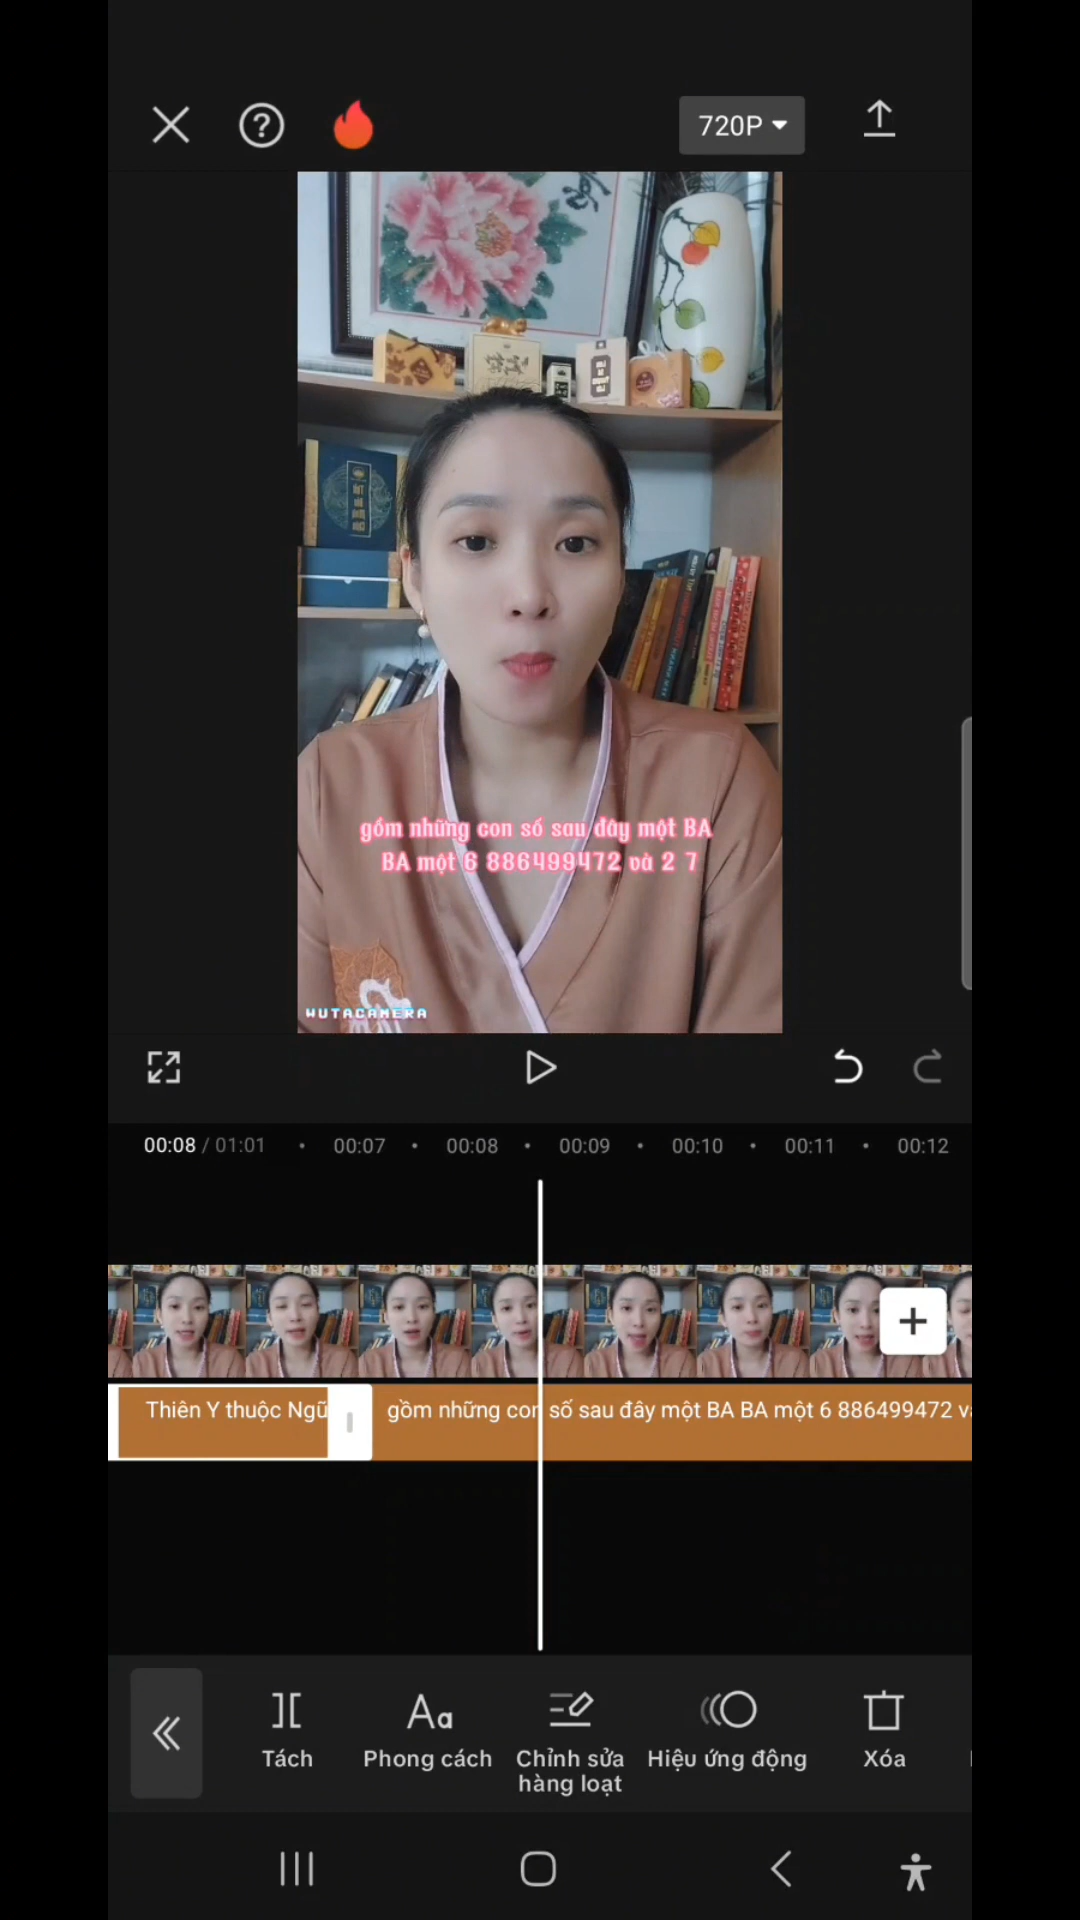 720P
gồm những con số sau đây một BA
BA một 6 886499472 và 2 7
WUTACAMERA
00:08 / 01:01
00:07
00:08
00:09
00:10
00:11
00:12
Thiên Y thuộc Ngũ
gồm những con số sau đây một BA BA một 6 886499472
Tách
Phong cách
Chỉnh sửa
hàng loạt
Hiệu ứng động
Xóa